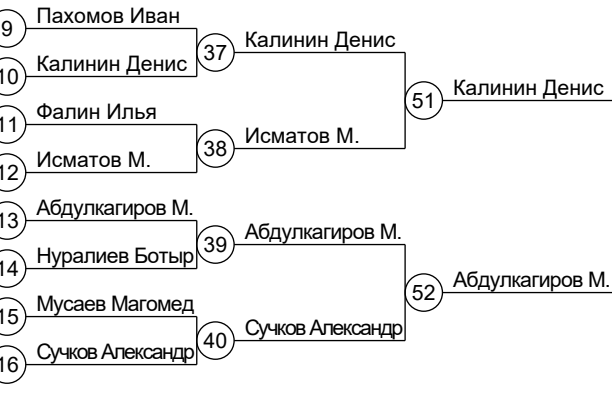 9 Пахомов Иван
10 Калинин Денис
37 Калинин Денис
11 Фалин Илья
12 Исматов М.
38 Исматов М.
51 Калинин Денис
13 Абдулкагиров М.
14 Нуралиев Ботыр
39 Абдулкагиров М.
15 Мусаев Магомед
16 Сучков Александр
40 Сучков Александр
52 Абдулкагиров М.